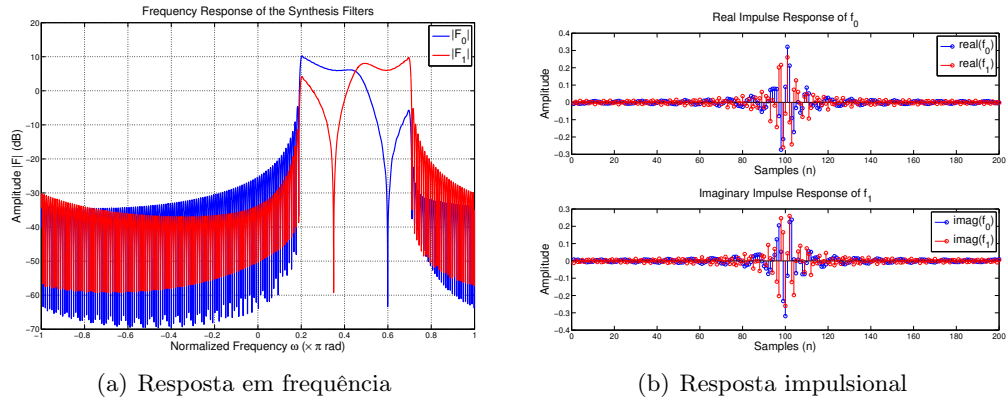 Frequency Response of the Synthesis Filters
|F0|
|F1|
20
10
0
−10
−20
−30
−40
−50
−60
−70
Amplitude |F| (dB)
−1 −0.8 −0.6 −0.4 −0.2 0 0.2 0.4 0.6 0.8 1
Normalized Frequency ω (× π rad)
(a) Resposta em frequência
Real Impulse Response of f0
real(f0)
real(f1)
0.4
0.3
0.2
0.1
0
−0.1
−0.2
0.3
Amplitude
0 20 40 60 80 100 120 140 160 180 200
Samples (n)
Imaginary Impulse Response of f1
imag(f0)
imag(f1)
0.3
0.2
0.1
0
−0.1
−0.2
−0.3
0.4
Amplitude
0 20 40 60 80 100 120 140 160 180 200
Samples (n)
(b) Resposta impulsional